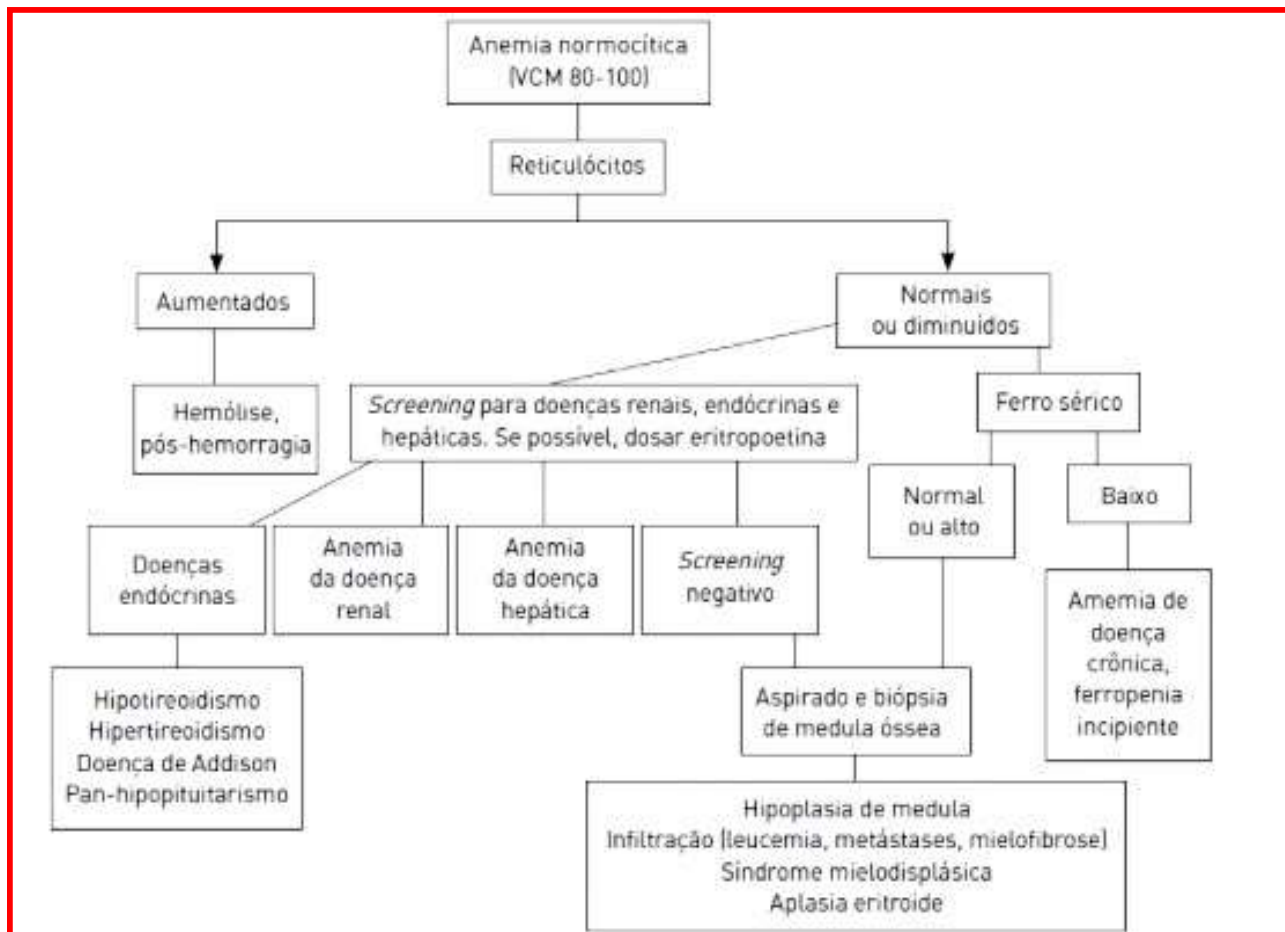 Anemia normocítica
(VCM 80-100)
Reticulócitos
Aumentados
Normais
ou diminuídos
Hemólise,
pós-hemorragia
Screening para doenças renais, endócrinas e
hepáticas. Se possível, dosar eritropoetina
Ferro sérico
Normal
ou alto
Baixo
Doenças
endócrinas
Anemia
da doença
renal
Anemia
da doença
hepática
Screening
negativo
Amemia de
doença
crônica,
ferropenia
incipiente
Hipotireoidismo
Hipertireoidismo
Doença de Addison
Pan-hipopituitarismo
Aspirado e biópsia
de medula óssea
Hipoplasia de medula
Infiltração (leucemia, metástases, mielofibrose)
Síndrome mielodisplásica
Aplasia eritroide